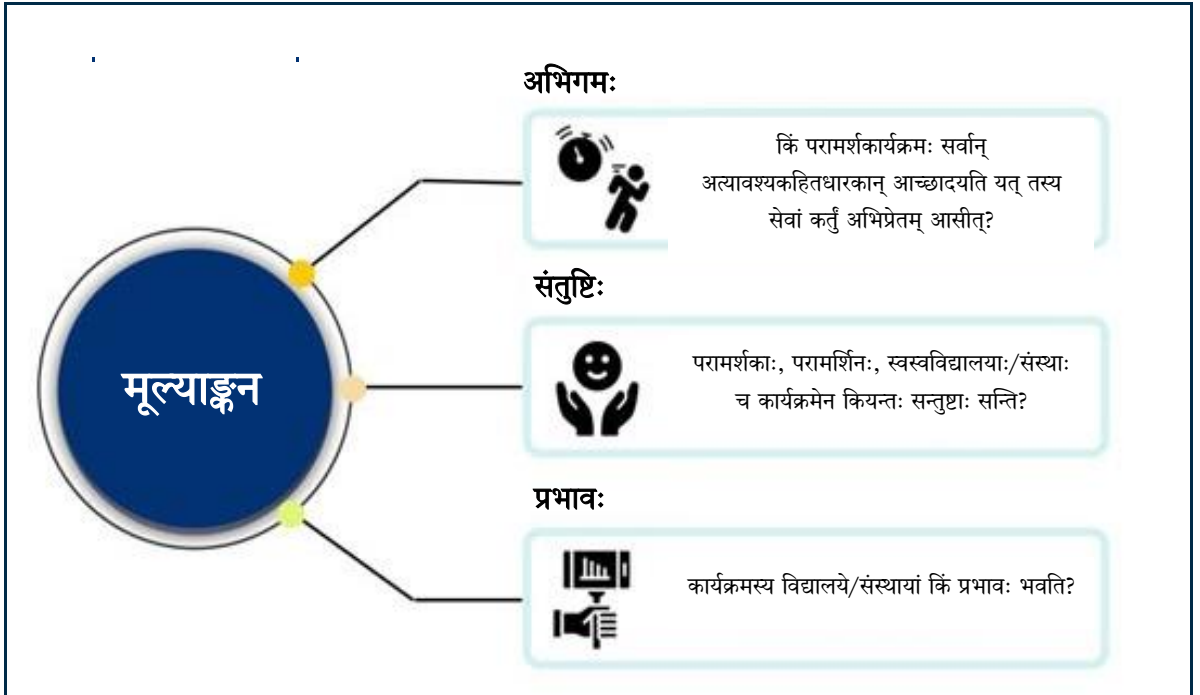 मूल्याङ्कन
अभिगमः
किं परामर्शकार्यक्रमः सर्वान्
अत्यावश्यकहितधारकान् आच्छादयति यत् तस्य
सेवां कर्तुं अभिप्रेतम् आसीत्?
संतुष्टिः
परामर्शकाः, परामर्शिनः, स्वस्वविद्यालयाः/संस्थाः
च कार्यक्रमेन कियन्तः सन्तुष्टाः सन्ति?
प्रभावः
कार्यक्रमस्य विद्यालये/संस्थायां किं प्रभावः भवति?